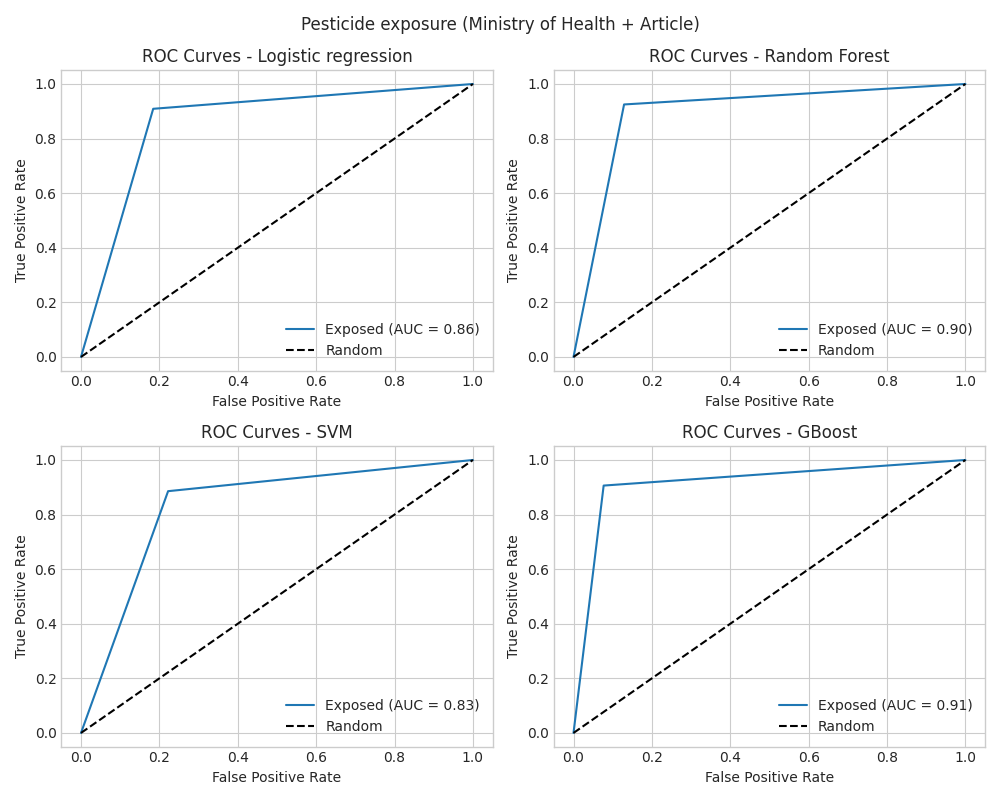 Pesticide exposure (Ministry of Health + Article)
ROC Curves - Logistic regression
True Positive Rate
1.0
0.8
0.6
0.4
0.2
0.0
Exposed (AUC = 0.86)
Random
0.0 0.2 0.4 0.6 0.8 1.0
False Positive Rate
ROC Curves - Random Forest
True Positive Rate
1.0
0.8
0.6
0.4
0.2
0.0
Exposed (AUC = 0.90)
Random
0.0 0.2 0.4 0.6 0.8 1.0
False Positive Rate
ROC Curves - SVM
True Positive Rate
1.0
0.8
0.6
0.4
0.2
0.0
Exposed (AUC = 0.83)
Random
0.0 0.2 0.4 0.6 0.8 1.0
False Positive Rate
ROC Curves - GBoost
True Positive Rate
1.0
0.8
0.6
0.4
0.2
0.0
Exposed (AUC = 0.91)
Random
0.0 0.2 0.4 0.6 0.8 1.0
False Positive Rate